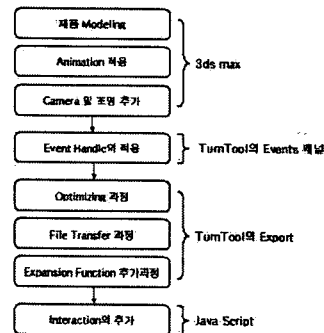 제품 Modeling
Animation 적용
3ds max
Camera 및 조명 추가
Event Handle의 적용
TurnTool의 Events 패널
Optimizing 과정
File Transfer 과정
TurnTool의 Export
Expansion Function 추가과정
Interaction의 추가
Java Script